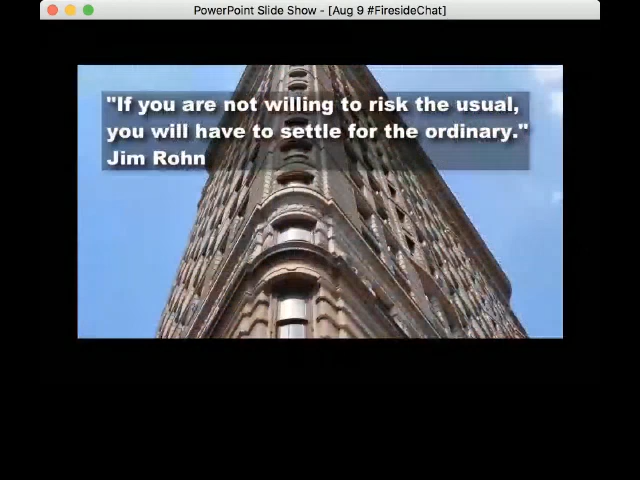 PowerPoint Slide Show - [Aug 9 #FiresideChat]
"If you are not willing to risk the usual,
you will have to settle for the ordinary."
Jim Rohn